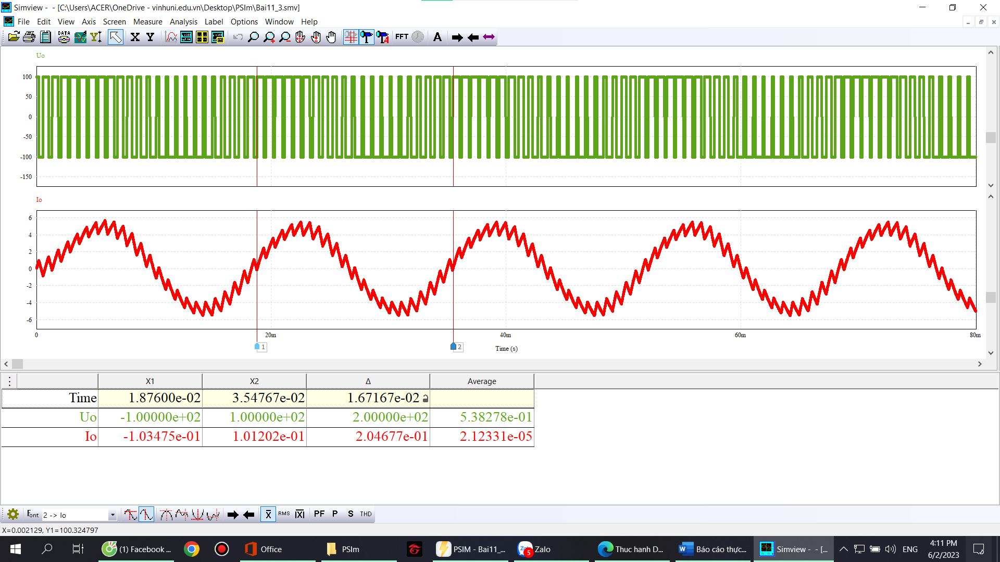 Simview - - [C:\Users\ACER\OneDrive - vinhuni.edu.vn\Desktop\PSIm\Bai11_3.smv]
File Edit View Axis Screen Measure Analysis Label Options Window Help
DATA Y X Y FFT A
Uo
100
50
0
-50
-100
-150
Io
6
4
2
0
-2
-4
-6
0 20m 40m 60m 80m
1 2
Time (s)
X1 X2 Δ Average
Time 1.87600e-02 3.54767e-02 1.67167e-02
Uo -1.00000e+02 1.00000e+02 2.00000e+02 5.38278e-01
Io -1.03475e-01 1.01202e-01 2.04677e-01 2.12331e-05
Font 2 -> Io X RMS |X| PF P S THD
X=0.002129, Y1=100.324797
(1) Facebook ... Office PSIm PSIM - Bai11_... Zalo 5 Thuc hanh D... Báo cáo thực... Simview - - [... ENG 4:11 PM
6/2/2023